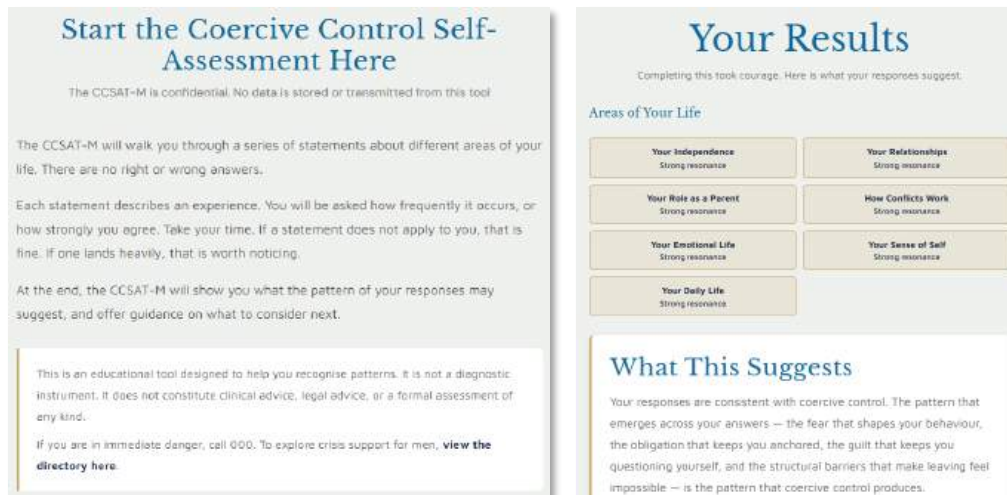 Start the Coercive Control Self-
Assessment Here
The CCSAT-M is confidential. No data is stored or transmitted from this tool
The CCSAT-M will walk you through a series of statements about different areas of your
life. There are no right or wrong answers.
Each statement describes an experience. You will be asked how frequently it occurs, or
how strongly you agree. Take your time. If a statement does not apply to you, that is
fine. If one lands heavily, that is worth noticing.
At the end, the CCSAT-M will show you what the pattern of your responses may
suggest, and offer guidance on what to consider next.
This is an educational tool designed to help you recognise patterns. It is not a diagnostic
instrument. It does not constitute clinical advice, legal advice, or a formal assessment of
any kind.
If you are in immediate danger, call 000. To explore crisis support for men, view the
directory here.
Your Results
Completing this took courage. Here is what your responses suggest.
Areas of Your Life
Your Independence
Strong resonance
Your Relationships
Strong resonance
Your Role as a Parent
Strong resonance
How Conflicts Work
Strong resonance
Your Emotional Life
Strong resonance
Your Sense of Self
Strong resonance
Your Daily Life
Strong resonance
What This Suggests
Your responses are consistent with coercive control. The pattern that
emerges across your answers — the fear that shapes your behaviour,
the obligation that keeps you anchored, the guilt that keeps you
questioning yourself, and the structural barriers that make leaving feel
impossible — is the pattern that coercive control produces.